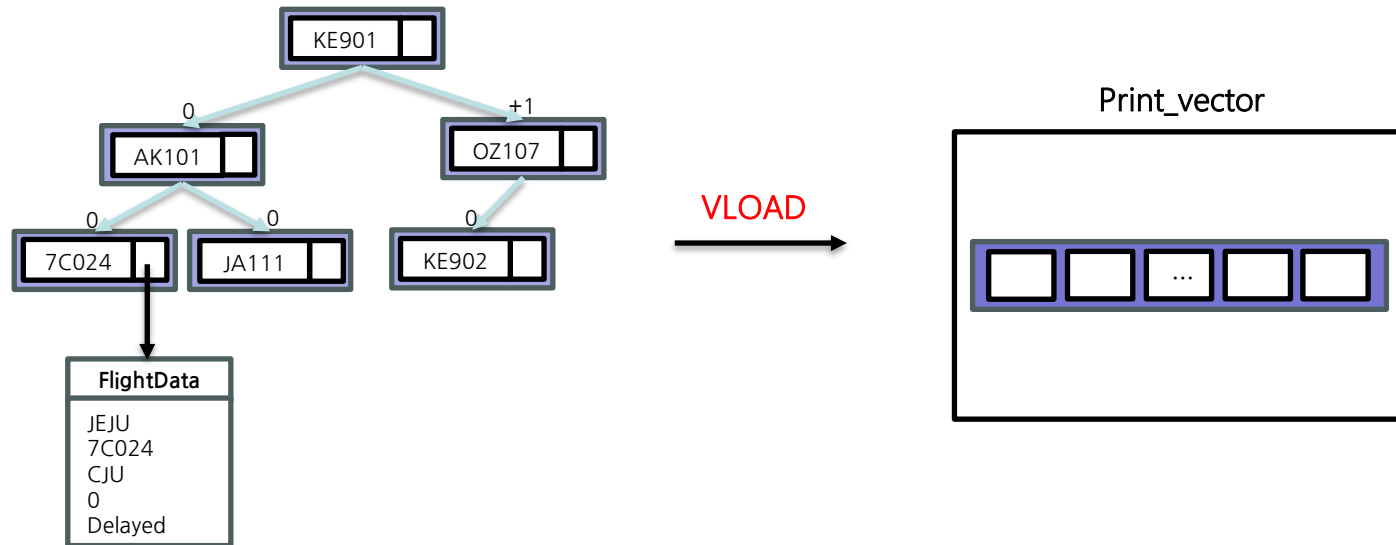 KE901
0
+1
AK101
OZ107
0
0
0
7C024
JA111
KE902
FlightData
JEJU
7C024
CJU
0
Delayed
VLOAD
Print_vector
...